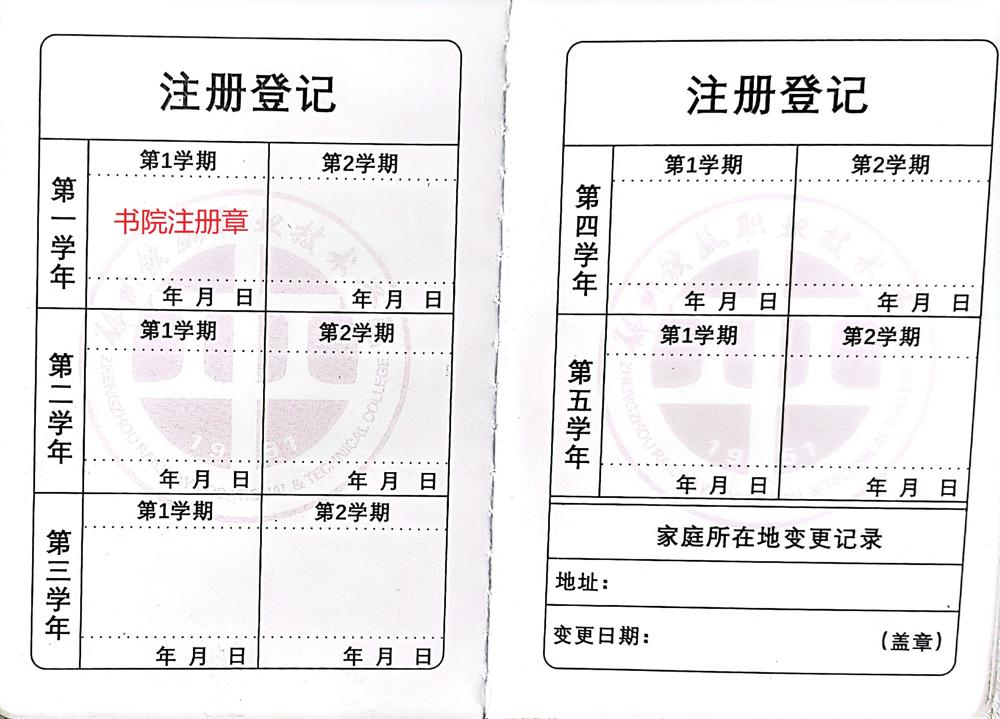 注册登记
第一学年
第1学期
第2学期
书院注册章
年 月 日
年 月 日
第二学年
第1学期
第2学期
年 月 日
年 月 日
第三学年
第1学期
第2学期
年 月 日
年 月 日
注册登记
第四学年
第1学期
第2学期
年 月 日
年 月 日
第五学年
第1学期
第2学期
年 月 日
年 月 日
家庭所在地变更记录
地址：
变更日期： （盖章）
1951